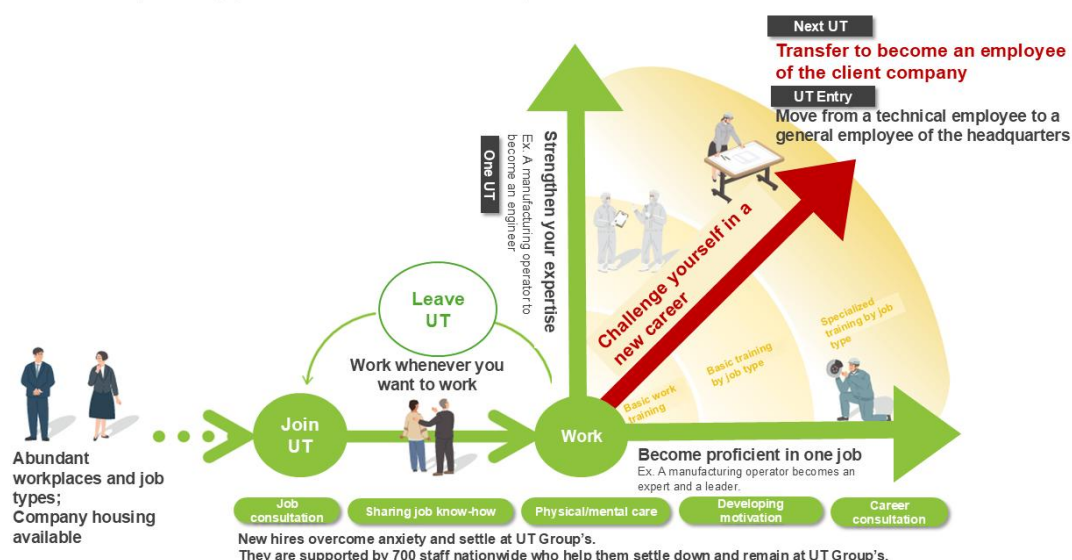 Next UT
Transfer to become an employee
of the client company
UT Entry
Move from a technical employee to a
general employee of the headquarters
One UT
Strengthen your expertise
Ex. A manufacturing operator to
become an engineer
Challenge yourself in a
new career
Leave
UT
Work whenever you
want to work
Join
UT
Work
Basic work
training
Basic training
by job type
Specialized
training by job
type
Abundant
workplaces and job
types;
Company housing
available
Become proficient in one job
Ex. A manufacturing operator becomes an
expert and a leader.
Job
consultation
Sharing job know-how
Physical/mental care
Developing
motivation
Career
consultation
New hires overcome anxiety and settle at UT Group's.
They are supported by 700 staff nationwide who help them settle down and remain at UT Group's.